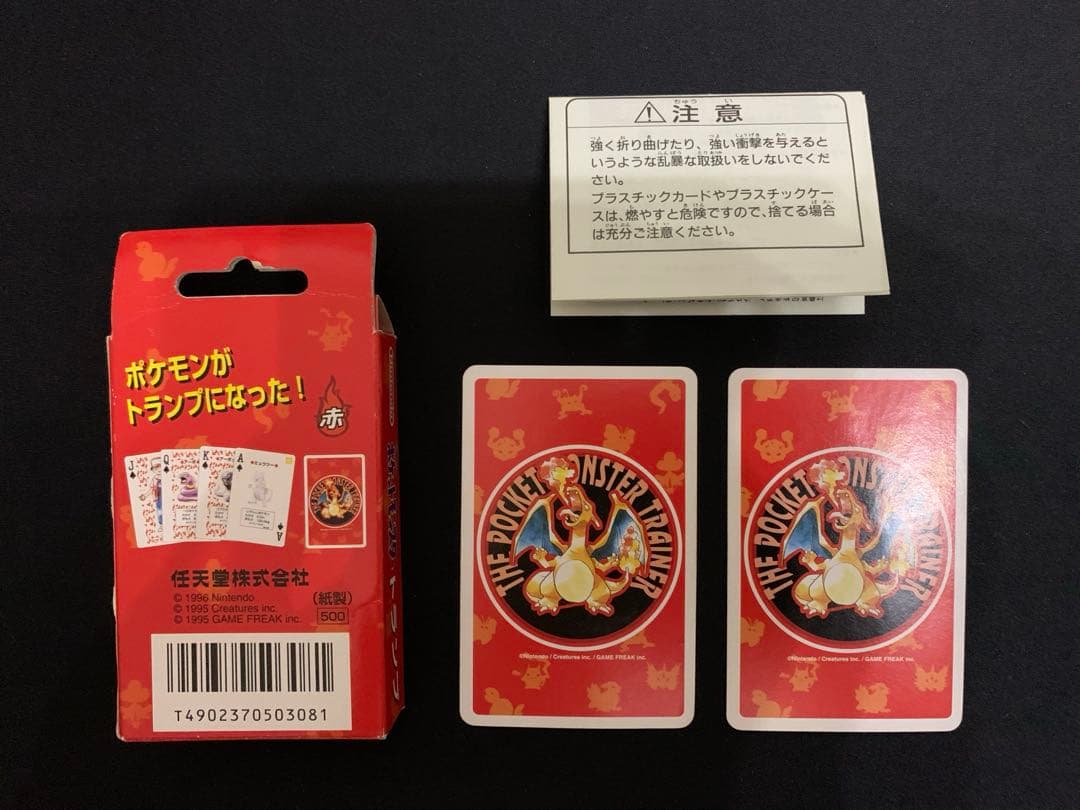 注意
強く折り曲げたり、強い衝撃を与えると
いうような乱暴な取扱いをしないでくだ
さい。
プラスチックカードやプラスチックケー
スは、燃やすと危険ですので、捨てる場合
は充分ご注意ください。
ポケモンが
トランプになった!
赤
J
Q
K
A
任天堂株式会社
© 1996 Nintendo
© 1995 Creatures inc.
© 1995 GAME FREAK inc.
(紙製)
500
T4902370503081
THE POCKET MONSTER TRAINER
©Nintendo / Creatures Inc. / GAME FREAK inc.
THE POCKET MONSTER TRAINER
©Nintendo / Creatures Inc. / GAME FREAK inc.